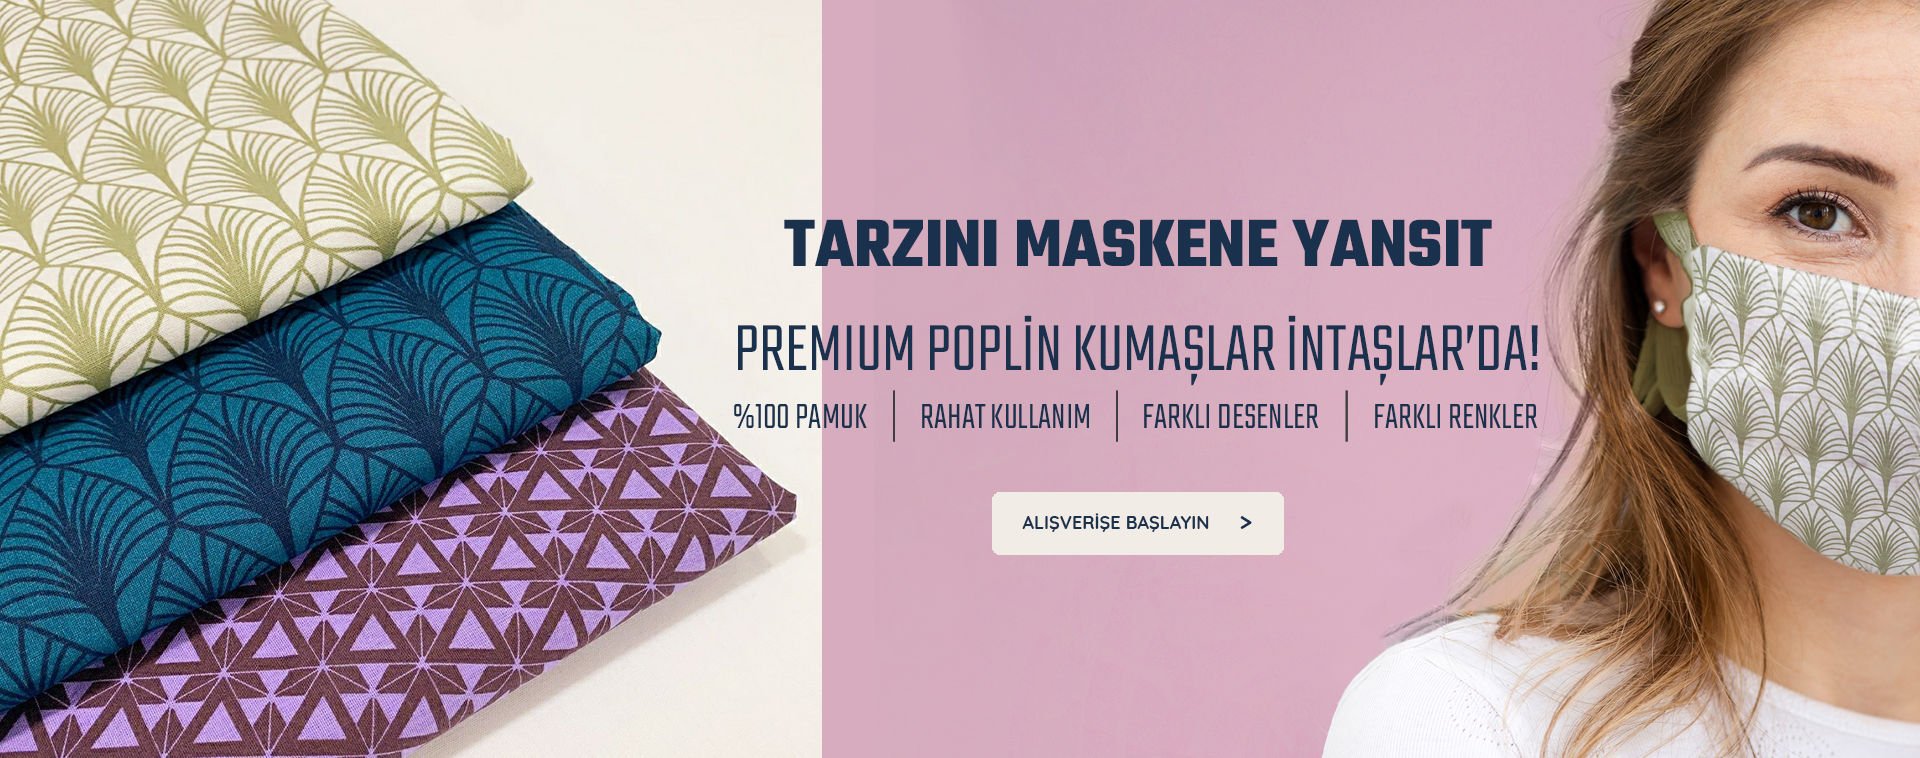 TARZINI MASKENE YANSIT
PREMIUM POPLİN KUMAŞLAR İNTAŞLAR'DA!
%100 PAMUK | RAHAT KULLANIM | FARKLI DESENLER | FARKLI RENKLER
ALIŞVERİŞE BAŞLAYIN >